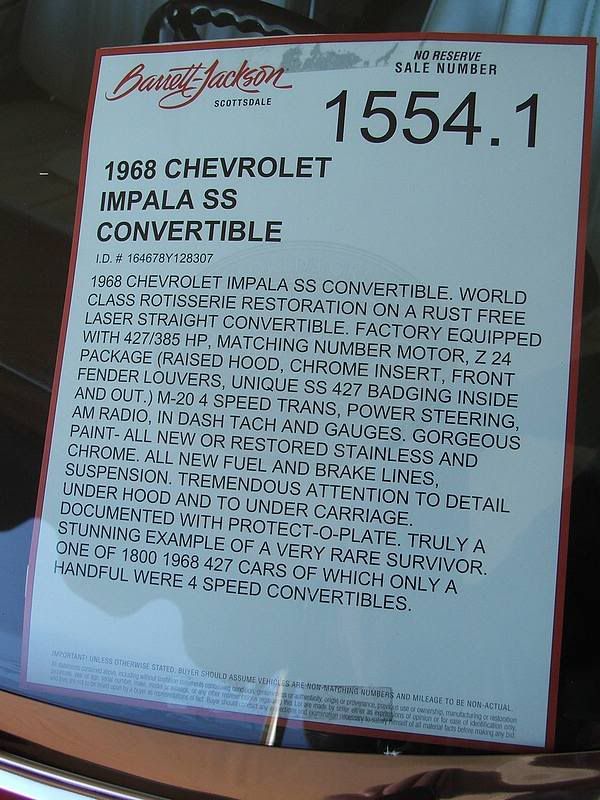 Barrett-Jackson
SCOTTSDALE
NO RESERVE
SALE NUMBER
1554.1
1968 CHEVROLET
IMPALA SS
CONVERTIBLE
I.D. # 164678Y128307
1968 CHEVROLET IMPALA SS CONVERTIBLE. WORLD
CLASS ROTISSERIE RESTORATION ON A RUST FREE
LASER STRAIGHT CONVERTIBLE. FACTORY EQUIPPED
WITH 427/385 HP, MATCHING NUMBER MOTOR, Z 24
PACKAGE (RAISED HOOD, CHROME INSERT, FRONT
FENDER LOUVERS, UNIQUE SS 427 BADGING INSIDE
AND OUT.) M-20 4 SPEED TRANS, POWER STEERING,
AM RADIO, IN DASH TACH AND GAUGES. GORGEOUS
PAINT- ALL NEW OR RESTORED STAINLESS AND
CHROME. ALL NEW FUEL AND BRAKE LINES,
SUSPENSION. TREMENDOUS ATTENTION TO DETAIL
UNDER HOOD AND TO UNDER CARRIAGE.
DOCUMENTED WITH PROTECT-O-PLATE. TRULY A
STUNNING EXAMPLE OF A VERY RARE SURVIVOR.
ONE OF 1800 1968 427 CARS OF WHICH ONLY A
HANDFUL WERE 4 SPEED CONVERTIBLES.
IMPORTANT: UNLESS OTHERWISE STATED, BUYER SHOULD ASSUME VEHICLES ARE NON-MATCHING NUMBERS AND MILEAGE TO BE NON-ACTUAL.